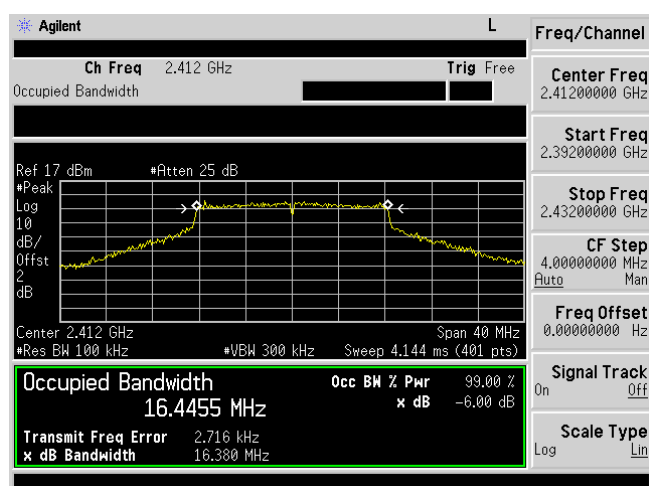 Agilent L
Ch Freq 2.412 GHz Trig Free
Occupied Bandwidth
Ref 17 dBm #Atten 25 dB
#Peak
Log
10
dB/
Offst
2
dB
Center 2.412 GHz Span 40 MHz
#Res BW 100 kHz #VBW 300 kHz Sweep 4.144 ms (401 pts)
Occupied Bandwidth Occ BW % Pwr 99.00 %
16.4455 MHz x dB -6.00 dB
Transmit Freq Error 2.716 kHz
x dB Bandwidth 16.380 MHz
Freq/Channel
Center Freq
2.41200000 GHz
Start Freq
2.39200000 GHz
Stop Freq
2.43200000 GHz
CF Step
4.00000000 MHz
Auto Man
Freq Offset
0.00000000 Hz
Signal Track
On Off
Scale Type
Log Lin